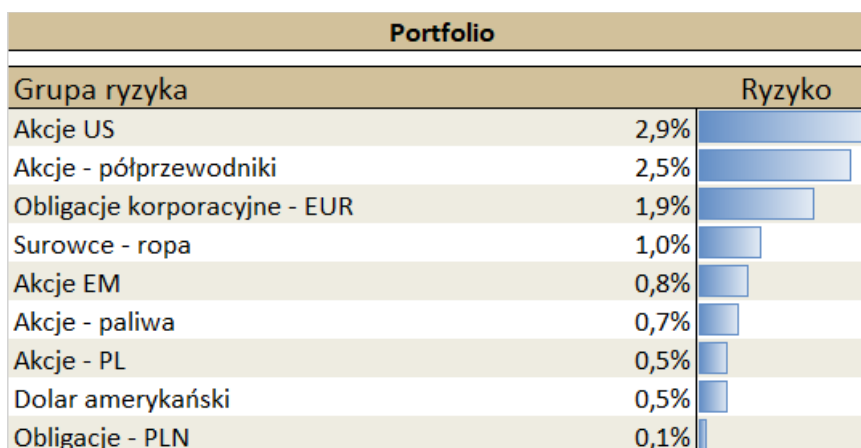 Portfolio
Grupa ryzyka Ryzyko
Akcje US 2,9%
Akcje - półprzewodniki 2,5%
Obligacje korporacyjne - EUR 1,9%
Surowce - ropa 1,0%
Akcje EM 0,8%
Akcje - paliwa 0,7%
Akcje - PL 0,5%
Dolar amerykański 0,5%
Obligacje - PLN 0,1%